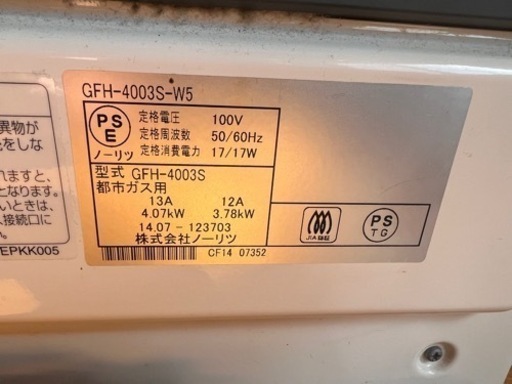 GFH-4003S-W5
PS
E
ノーリツ
定格電圧 100V
定格周波数 50/60Hz
定格消費電力 17/17W
型式 GFH-4003S
都市ガス用
13A 12A
4.07kW 3.78kW
14.07-123703
株式会社ノーリツ
CF14 07352
JIA
PS
TG
異物が
をしな
れますと、
となります。
いときは、
接続口に
EPKK005